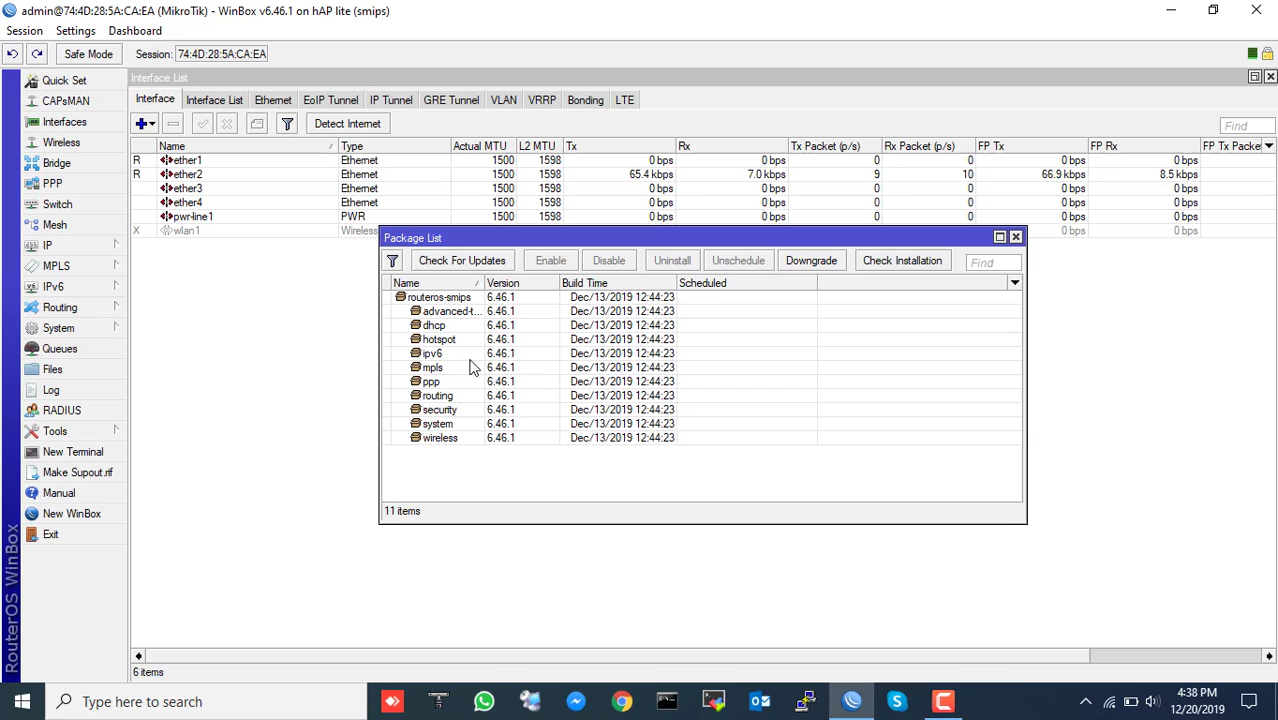 admin@74:4D:28:5A:CA:EA (MikroTik) - WinBox v6.46.1 on hAP lite (smips)
Session Settings Dashboard
Safe Mode Session: 74:4D:28:5A:CA:EA
Interface List
Interface Interface List Ethernet EoIP Tunnel IP Tunnel GRE Tunnel VLAN VRRP Bonding LTE
Detect Internet Find
Name Type Actual MTU L2 MTU Tx Rx Tx Packet (p/s) Rx Packet (p/s) FP Tx FP Rx FP Tx Packet
R ether1 Ethernet 1500 1598 0 bps 0 bps 0 0 0 bps 0 bps
R ether2 Ethernet 1500 1598 65.4 kbps 7.0 kbps 9 10 66.9 kbps 8.5 kbps
ether3 Ethernet 1500 1598 0 bps 0 bps 0 0 0 bps 0 bps
ether4 Ethernet 1500 1598 0 bps 0 bps 0 0 0 bps 0 bps
pwr-line1 PWR 1500 1598 0 bps 0 bps 0 0 0 bps 0 bps
X wlan1 Wireless 0 bps 0 bps
Quick Set
CAPsMAN
Interfaces
Wireless
Bridge
PPP
Switch
Mesh
IP
MPLS
IPv6
Routing
System
Queues
Files
Log
RADIUS
Tools
New Terminal
Make Supout.rif
Manual
New WinBox
Exit
RouterOS WinBox
Package List
Check For Updates Enable Disable Uninstall Unschedule Downgrade Check Installation Find
Name Version Build Time Scheduled
routeros-smips 6.46.1 Dec/13/2019 12:44:23
advanced-t... 6.46.1 Dec/13/2019 12:44:23
dhcp 6.46.1 Dec/13/2019 12:44:23
hotspot 6.46.1 Dec/13/2019 12:44:23
ipv6 6.46.1 Dec/13/2019 12:44:23
mpls 6.46.1 Dec/13/2019 12:44:23
ppp 6.46.1 Dec/13/2019 12:44:23
routing 6.46.1 Dec/13/2019 12:44:23
security 6.46.1 Dec/13/2019 12:44:23
system 6.46.1 Dec/13/2019 12:44:23
wireless 6.46.1 Dec/13/2019 12:44:23
11 items
6 items
Type here to search
4:38 PM
12/20/2019